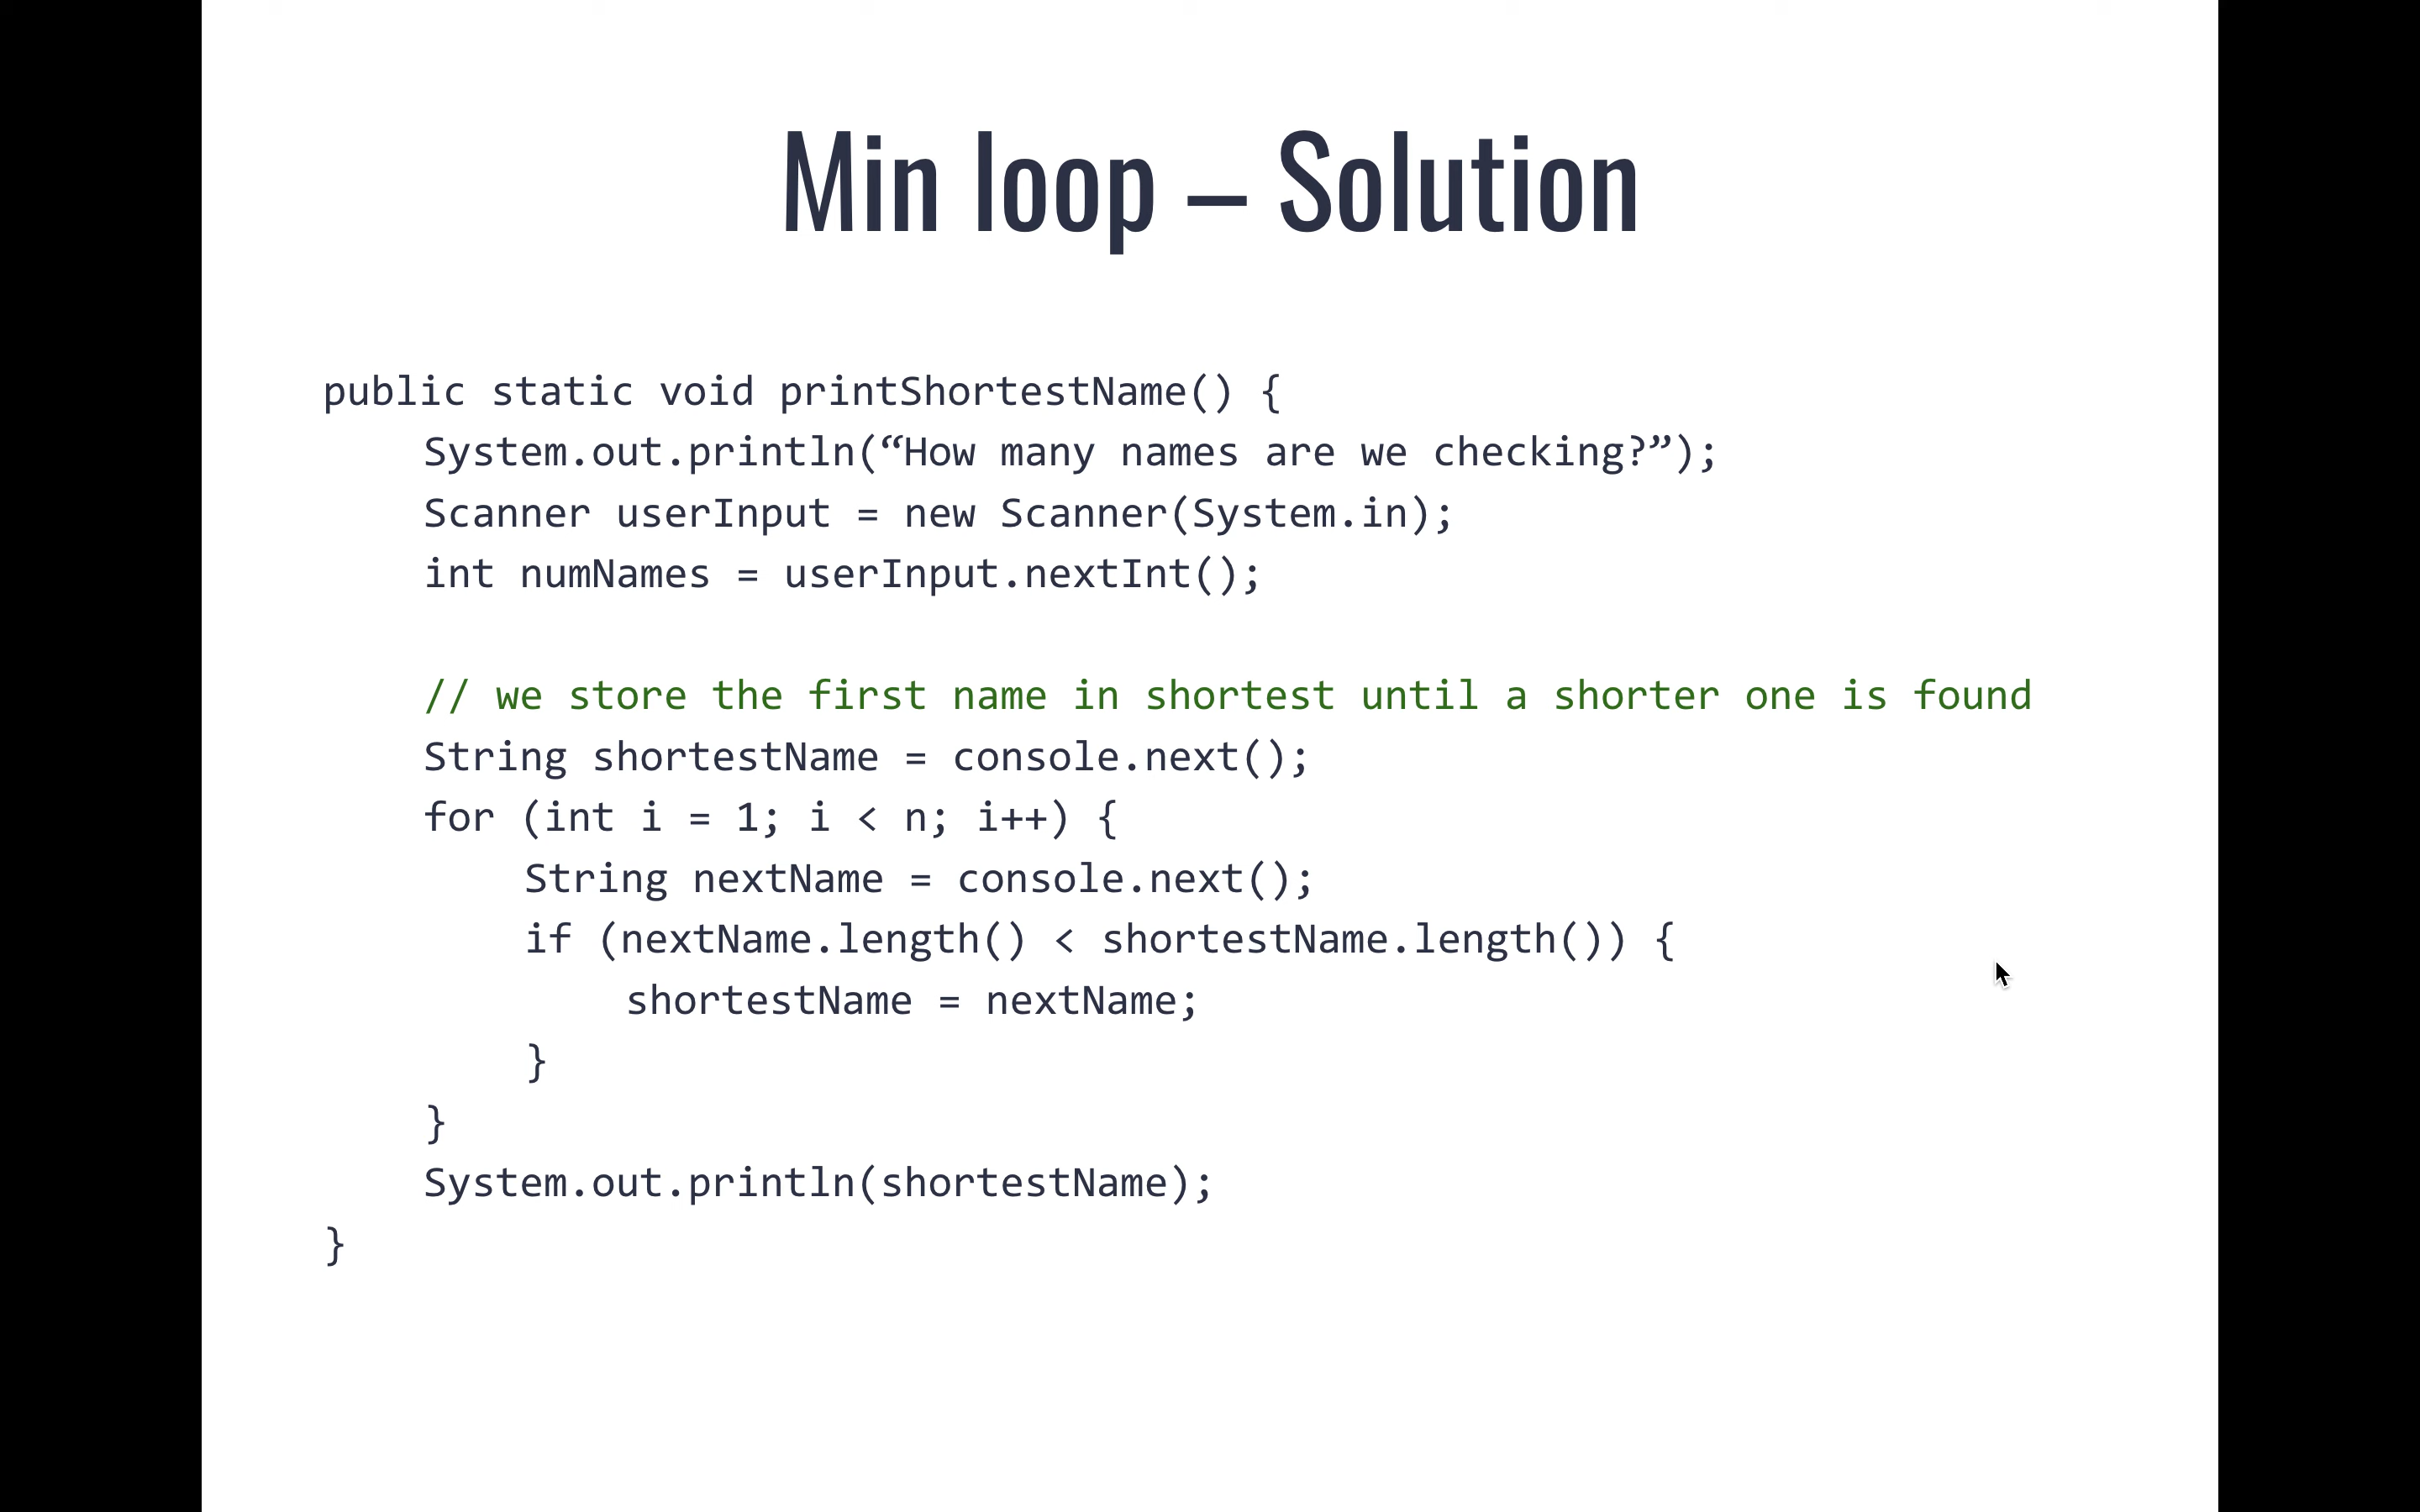 Min loop – Solution
public static void printShortestName() {
System.out.println(“How many names are we checking?”);
Scanner userInput = new Scanner(System.in);
int numNames = userInput.nextInt();
// we store the first name in shortest until a shorter one is found
String shortestName = console.next();
for (int i = 1; i < n; i++) {
String nextName = console.next();
if (nextName.length() < shortestName.length()) {
shortestName = nextName;
}
}
System.out.println(shortestName);
}